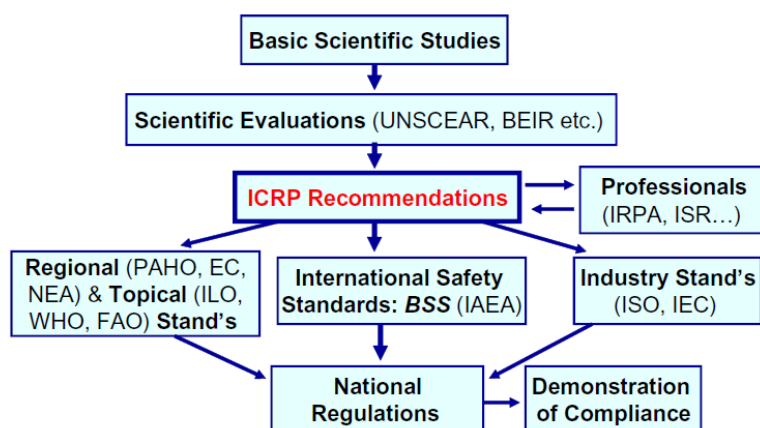 Basic Scientific Studies
Scientific Evaluations (UNSCEAR, BEIR etc.)
ICRP Recommendations
Professionals
(IRPA, ISR…)
Regional (PAHO, EC,
NEA) & Topical (ILO,
WHO, FAO) Stand's
International Safety
Standards: BSS (IAEA)
Industry Stand's
(ISO, IEC)
National
Regulations
Demonstration
of Compliance